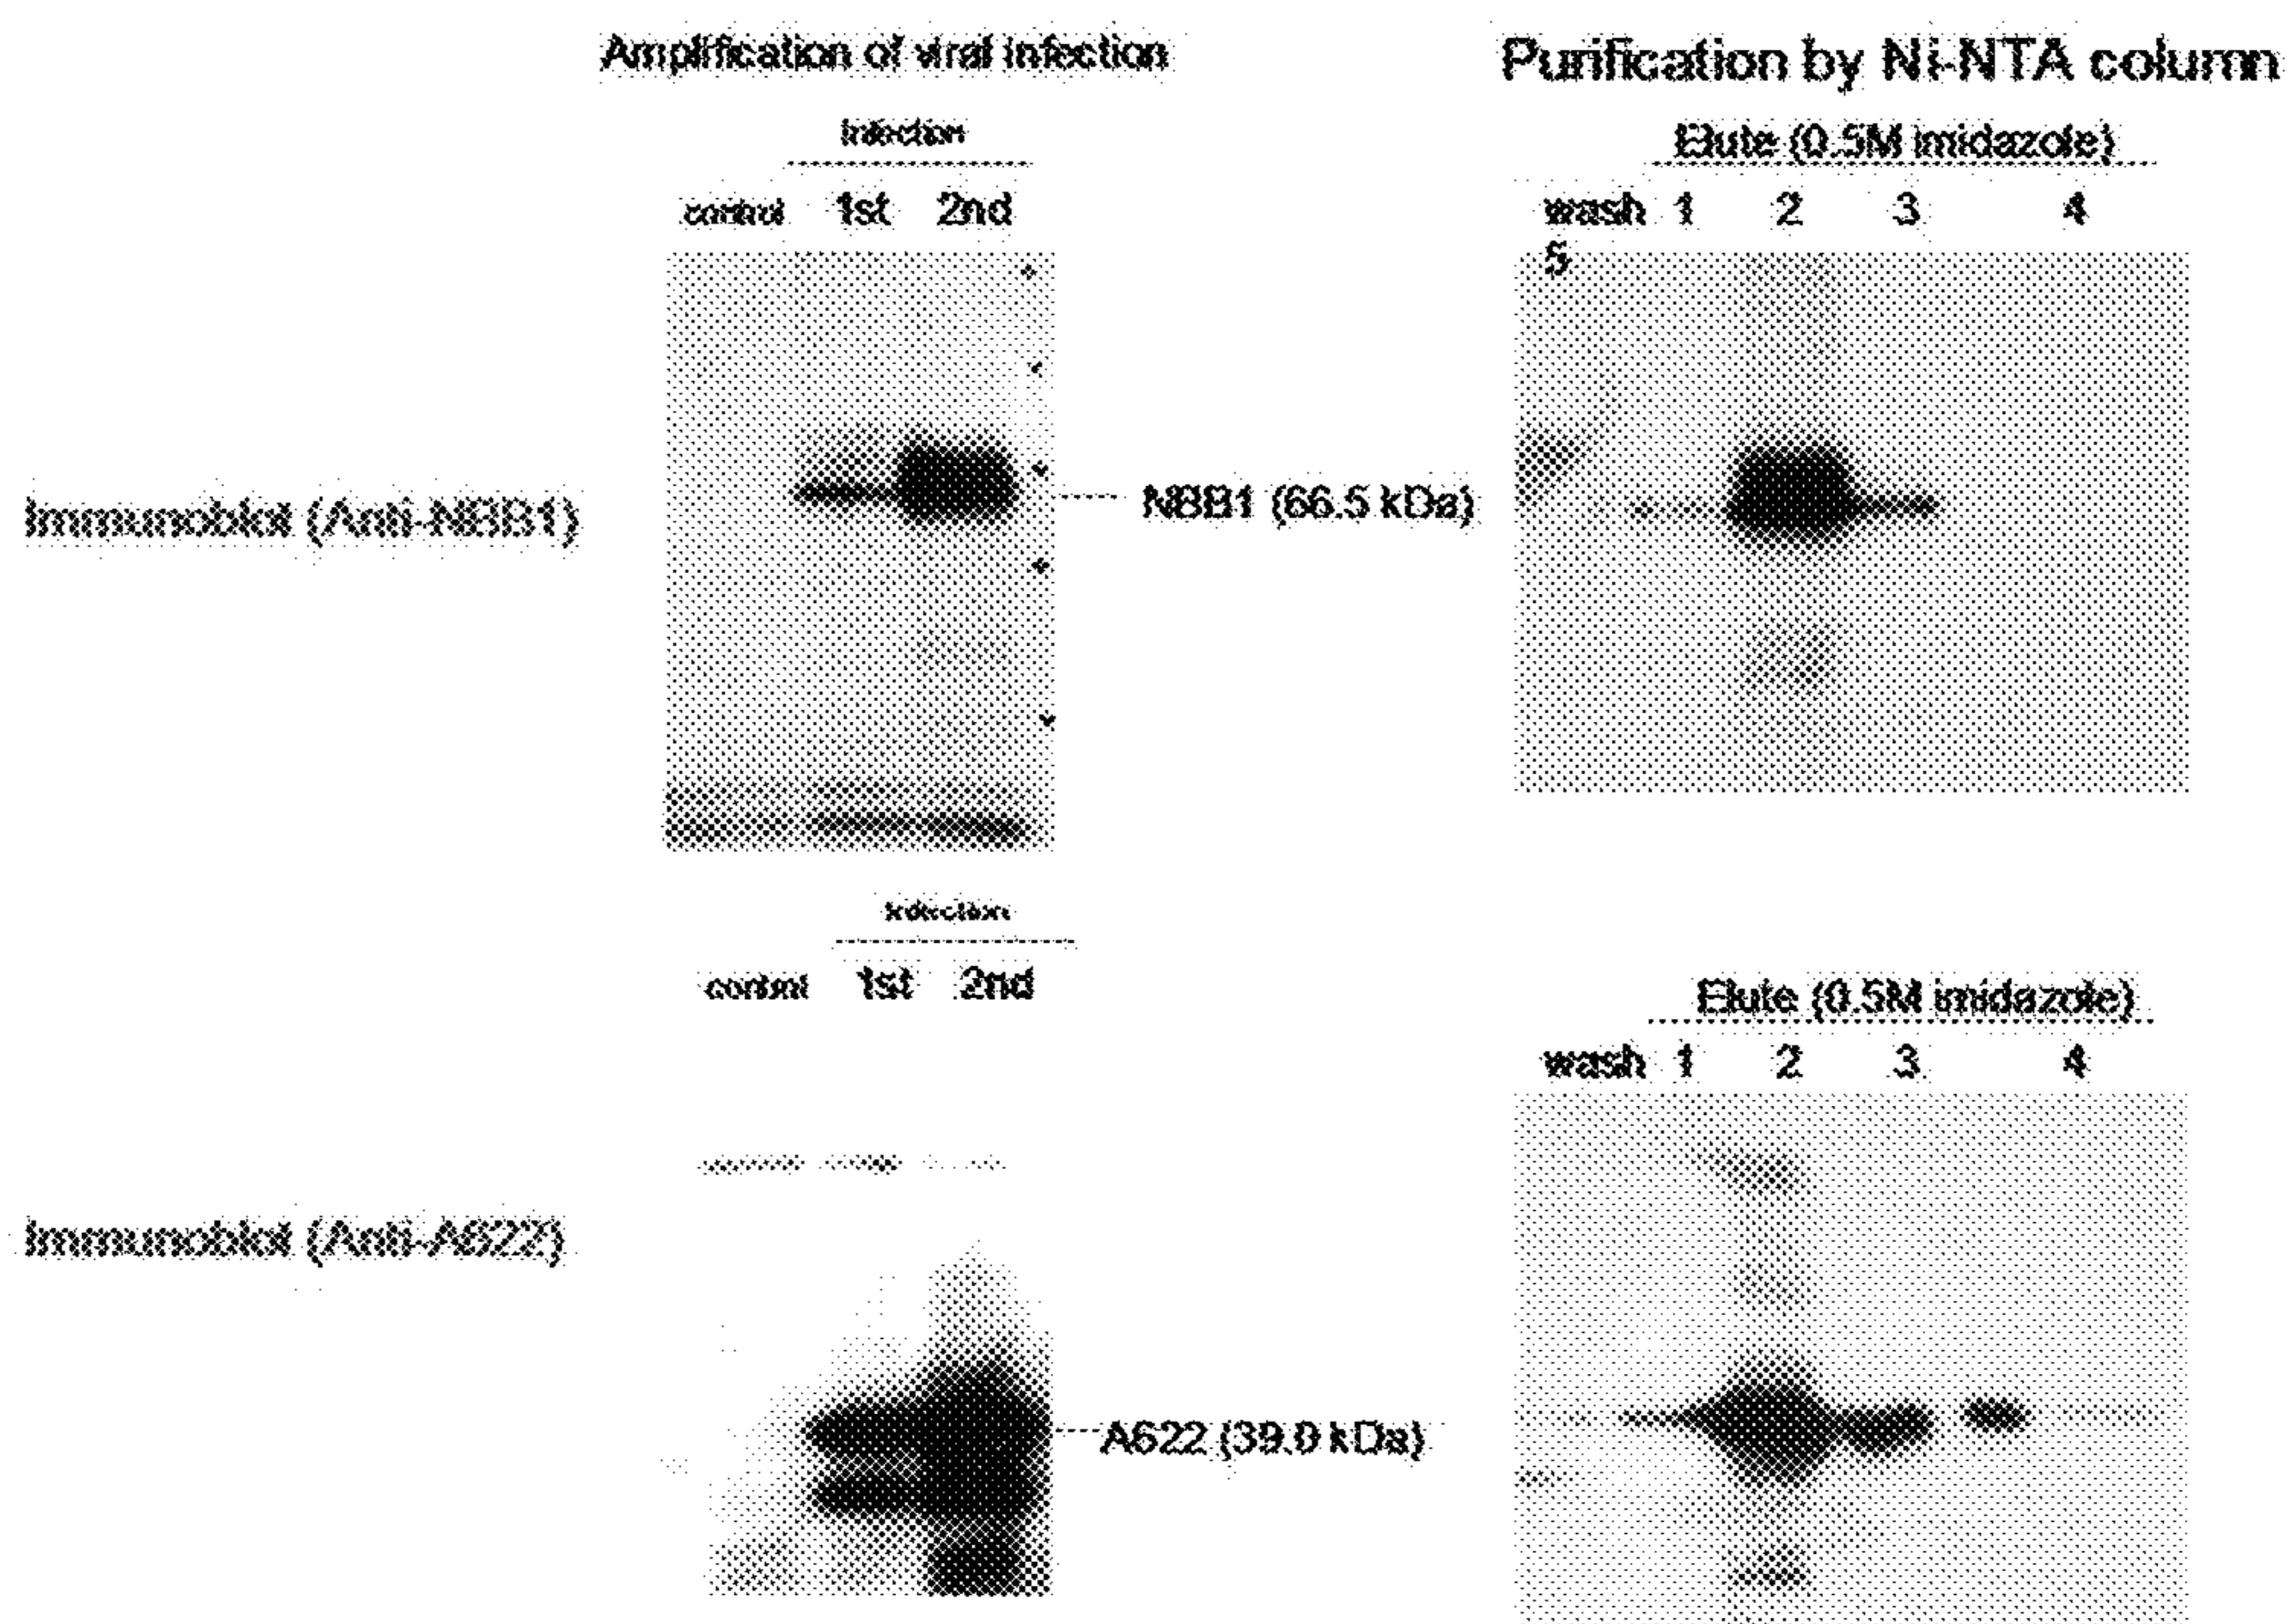 Amplification of viral infection
Purification by Ni-NTA column
Infection
Elute (0.5M imidazole)
control 1st 2nd
wash 1 2 3 4
5
Immunoblot (Anti-NBB1)
NBB1 (66.5 kDa)
Infection
control 1st 2nd
Elute (0.5M imidazole)
wash 1 2 3 4
Immunoblot (Anti-A622)
A622 (39.0 kDa)